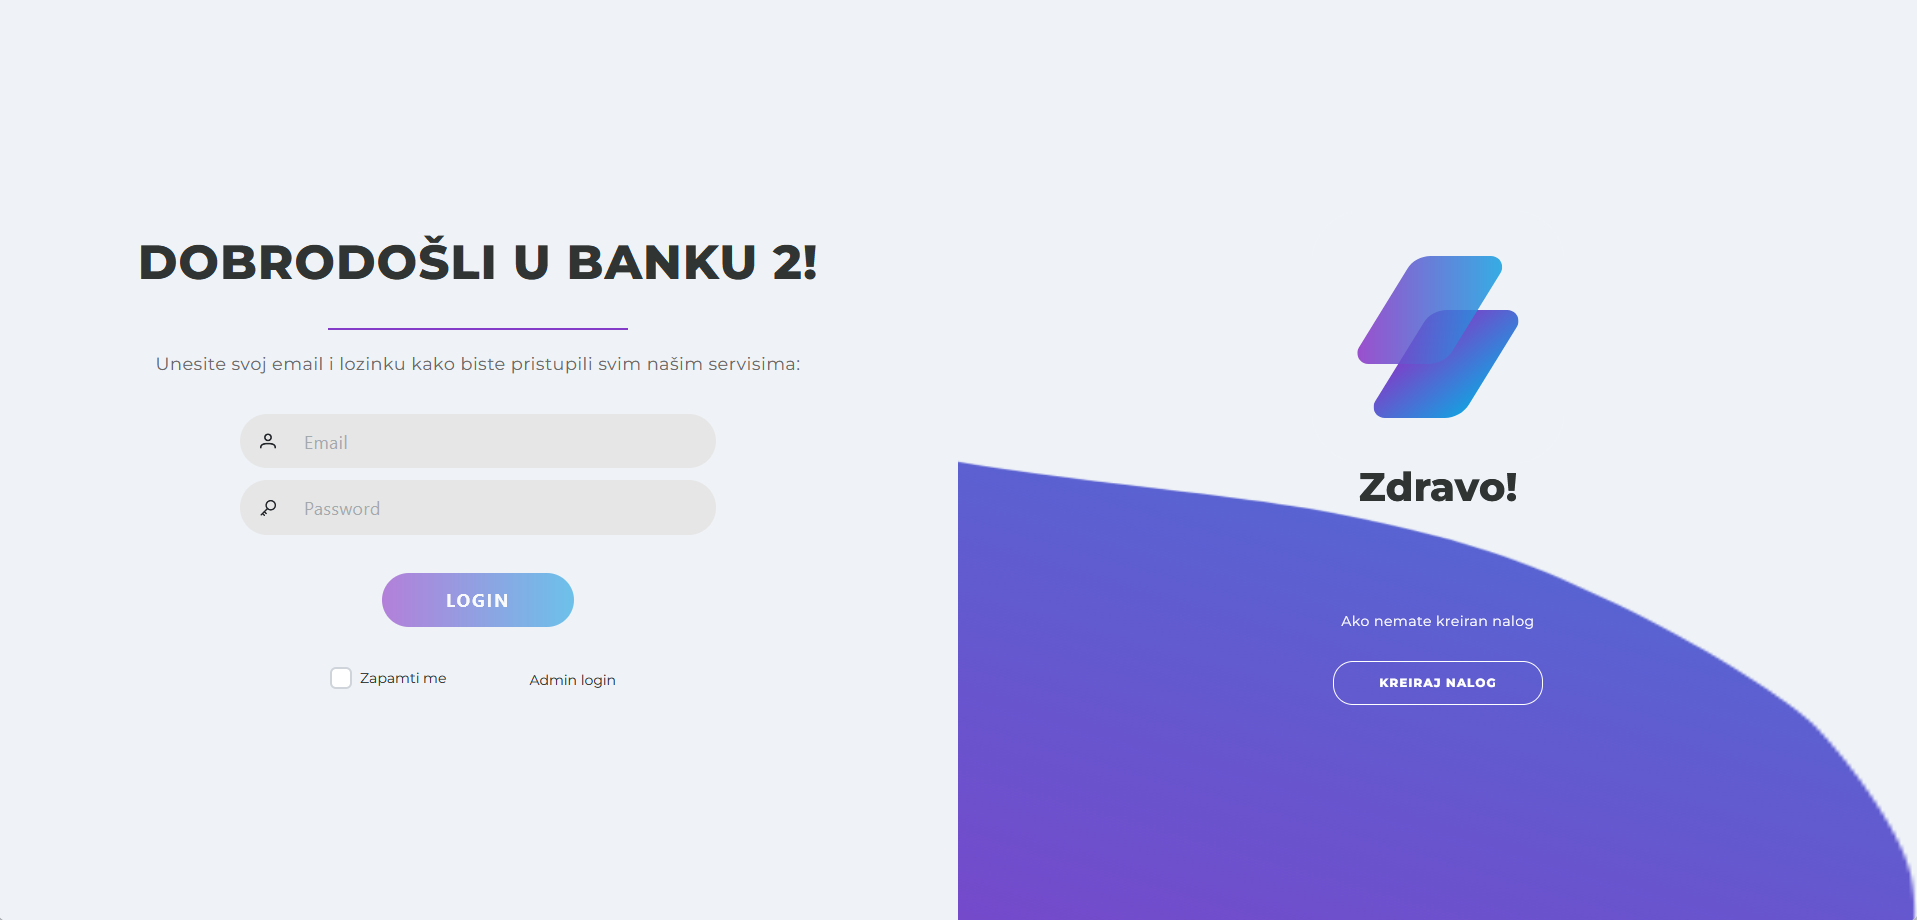 DOBRODOŠLI U BANKU 2!
Unesite svoj email i lozinku kako biste pristupili svim našim servisima:
Email
Password
LOGIN
Zapamti me
Admin login
Zdravo!
Ako nemate kreiran nalog
KREIRAJ NALOG